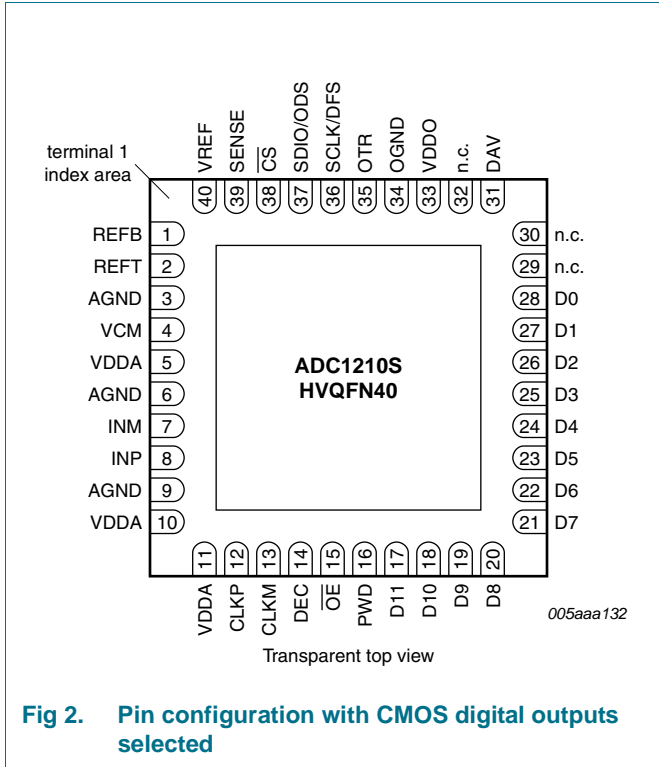 terminal 1
index area
VREF
SENSE
C̅S̅
SDIO/ODS
SCLK/DFS
OTR
OGND
VDDO
n.c.
DAV
40 39 38 37 36 35 34 33 32 31
REFB 1
REFT 2
AGND 3
VCM 4
VDDA 5
AGND 6
INM 7
INP 8
AGND 9
VDDA 10
ADC1210S
HVQFN40
30 n.c.
29 n.c.
28 D0
27 D1
26 D2
25 D3
24 D4
23 D5
22 D6
21 D7
11 12 13 14 15 16 17 18 19 20
VDDA
CLKP
CLKM
DEC
O̅E̅
PWD
D11
D10
D9
D8
005aaa132
Transparent top view
Fig 2. Pin configuration with CMOS digital outputs
selected